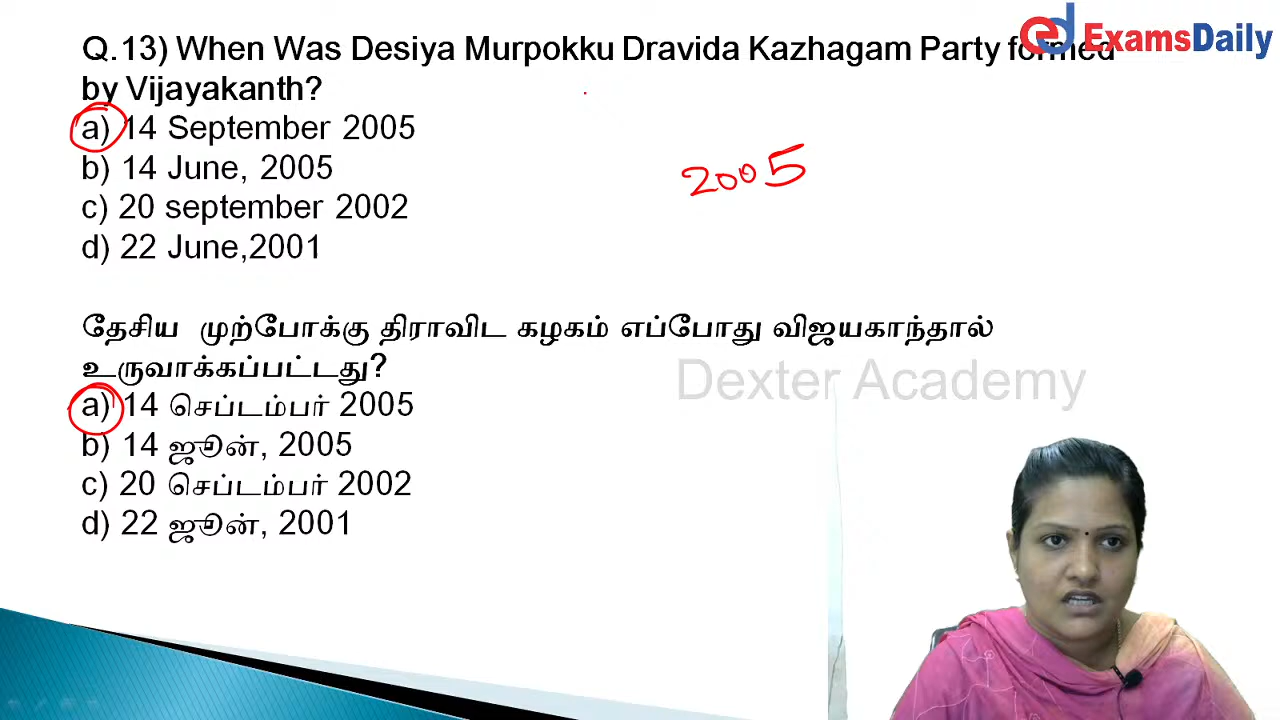 Q.13) When Was Desiya Murpokku Dravida Kazhagam Party formed
by Vijayakanth?
a) 14 September 2005
b) 14 June, 2005
c) 20 september 2002
d) 22 June,2001
ed ExamsDaily
2005
தேசிய முற்போக்கு திராவிட கழகம் எப்போது விஜயகாந்தால்
உருவாக்கப்பட்டது?
a) 14 செப்டம்பர் 2005
b) 14 ஜூன், 2005
c) 20 செப்டம்பர் 2002
d) 22 ஜூன், 2001
Dexter Academy